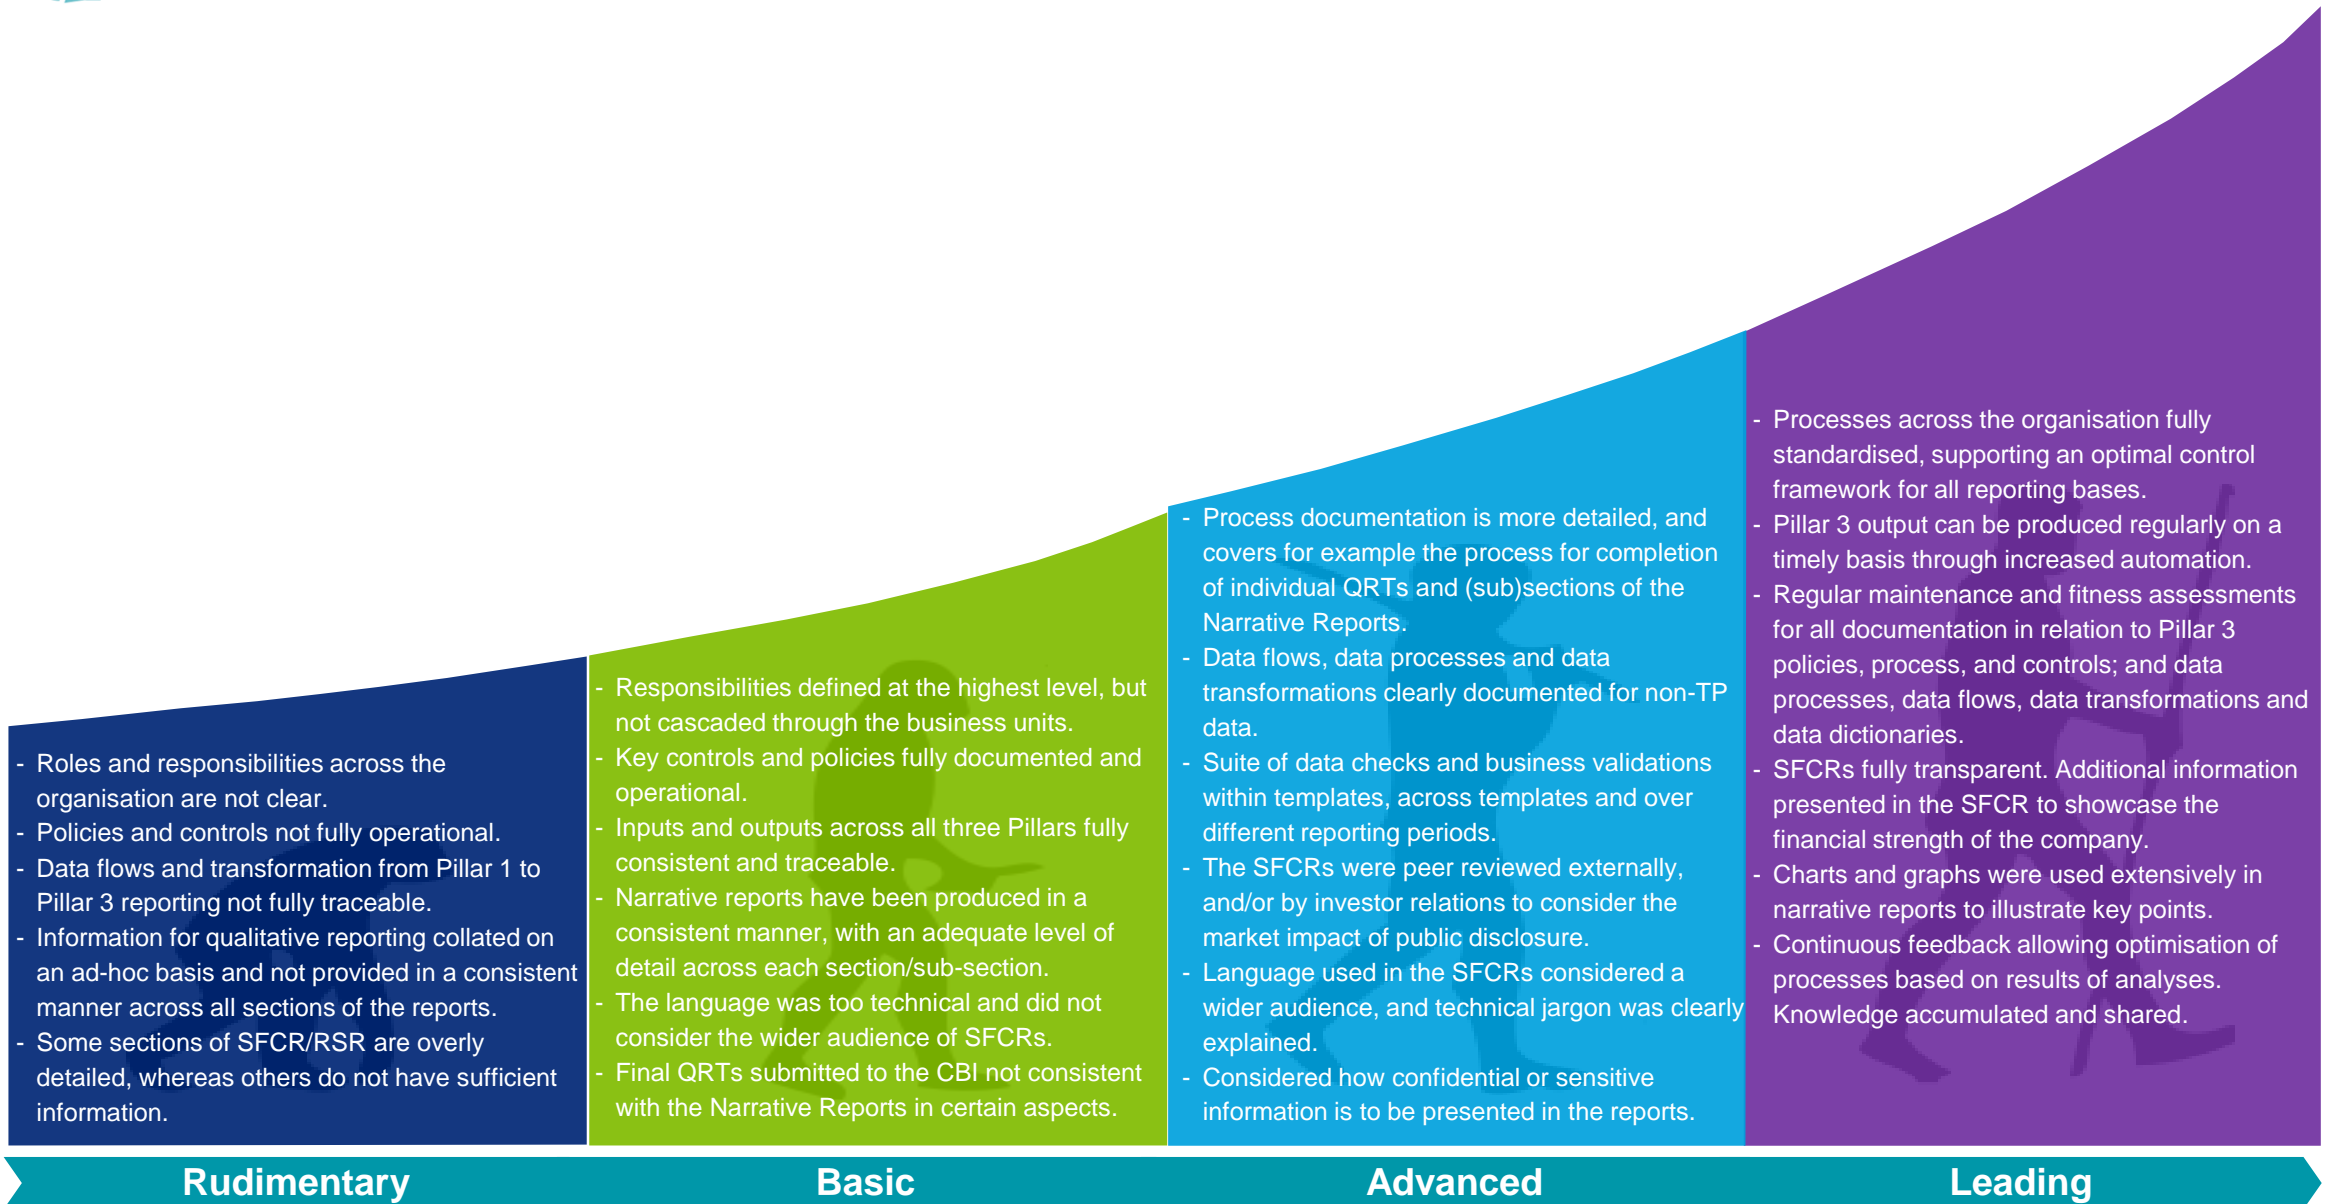 - Roles and responsibilities across the
organisation are not clear.
- Policies and controls not fully operational.
- Data flows and transformation from Pillar 1 to
Pillar 3 reporting not fully traceable.
- Information for qualitative reporting collated on
an ad-hoc basis and not provided in a consistent
manner across all sections of the reports.
- Some sections of SFCR/RSR are overly
detailed, whereas others do not have sufficient
information.
- Responsibilities defined at the highest level, but
not cascaded through the business units.
- Key controls and policies fully documented and
operational.
- Inputs and outputs across all three Pillars fully
consistent and traceable.
- Narrative reports have been produced in a
consistent manner, with an adequate level of
detail across each section/sub-section.
- The language was too technical and did not
consider the wider audience of SFCRs.
- Final QRTs submitted to the CBI not consistent
with the Narrative Reports in certain aspects.
- Process documentation is more detailed, and
covers for example the process for completion
of individual QRTs and (sub)sections of the
Narrative Reports.
- Data flows, data processes and data
transformations clearly documented for non-TP
data.
- Suite of data checks and business validations
within templates, across templates and over
different reporting periods.
- The SFCRs were peer reviewed externally,
and/or by investor relations to consider the
market impact of public disclosure.
- Language used in the SFCRs considered a
wider audience, and technical jargon was clearly
explained.
- Considered how confidential or sensitive
information is to be presented in the reports.
- Processes across the organisation fully
standardised, supporting an optimal control
framework for all reporting bases.
- Pillar 3 output can be produced regularly on a
timely basis through increased automation.
- Regular maintenance and fitness assessments
for all documentation in relation to Pillar 3
policies, process, and controls; and data
processes, data flows, data transformations and
data dictionaries.
- SFCRs fully transparent. Additional information
presented in the SFCR to showcase the
financial strength of the company.
- Charts and graphs were used extensively in
narrative reports to illustrate key points.
- Continuous feedback allowing optimisation of
processes based on results of analyses.
Knowledge accumulated and shared.
Rudimentary
Basic
Advanced
Leading